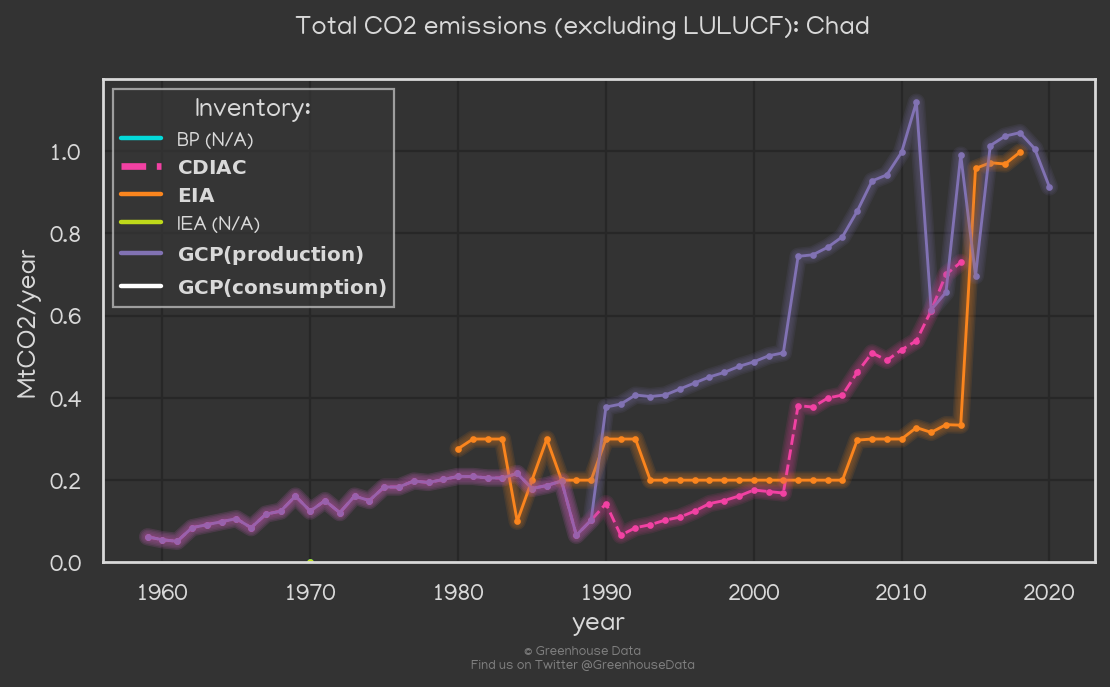 Total CO2 emissions (excluding LULUCF): Chad
Inventory:
BP (N/A)
CDIAC
EIA
IEA (N/A)
GCP(production)
GCP(consumption)
MtCO2/year
1.0
0.8
0.6
0.4
0.2
0.0
1960 1970 1980 1990 2000 2010 2020
year
© Greenhouse Data
Find us on Twitter @GreenhouseData